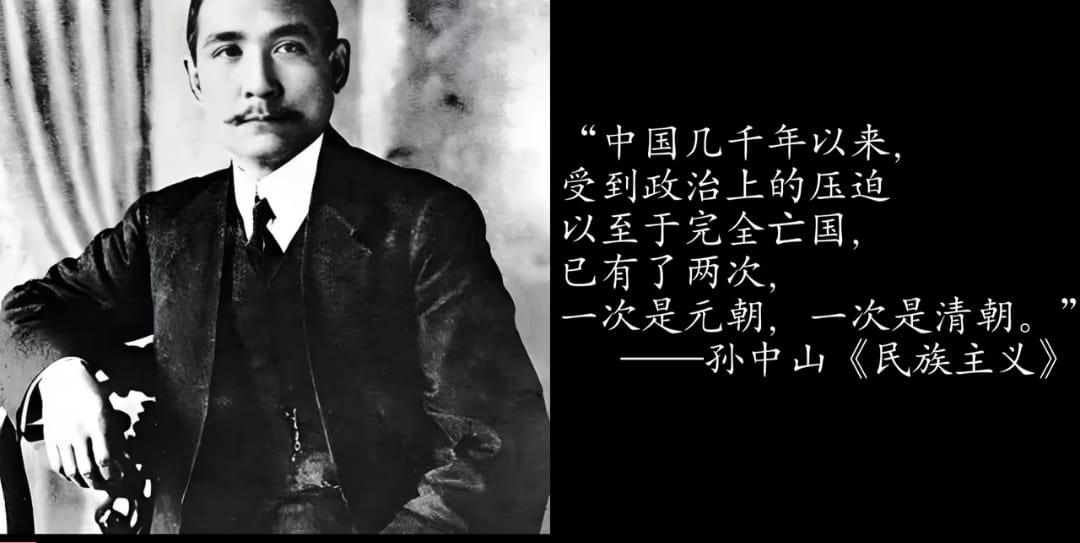 “中国几千年以来，
受到政治上的压迫
以至于完全亡国，
已有了两次，
一次是元朝，一次是清朝。”
——孙中山《民族主义》